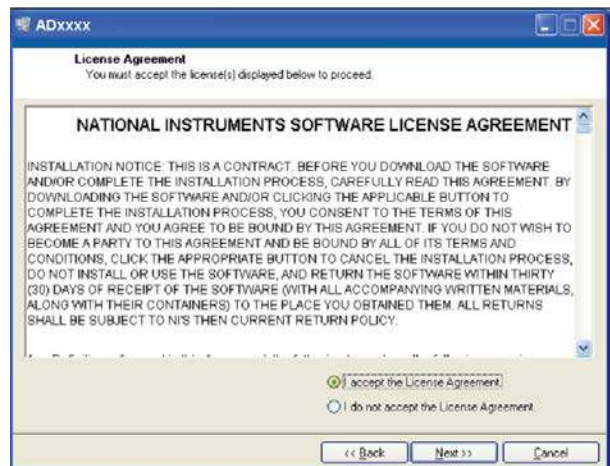 ADxxxx
License Agreement
You must accept the license(s) displayed below to proceed.
NATIONAL INSTRUMENTS SOFTWARE LICENSE AGREEMENT
INSTALLATION NOTICE: THIS IS A CONTRACT. BEFORE YOU DOWNLOAD THE SOFTWARE
AND/OR COMPLETE THE INSTALLATION PROCESS, CAREFULLY READ THIS AGREEMENT. BY
DOWNLOADING THE SOFTWARE AND/OR CLICKING THE APPLICABLE BUTTON TO
COMPLETE THE INSTALLATION PROCESS, YOU CONSENT TO THE TERMS OF THIS
AGREEMENT AND YOU AGREE TO BE BOUND BY THIS AGREEMENT. IF YOU DO NOT WISH TO
BECOME A PARTY TO THIS AGREEMENT AND BE BOUND BY ALL OF ITS TERMS AND
CONDITIONS, CLICK THE APPROPRIATE BUTTON TO CANCEL THE INSTALLATION PROCESS,
DO NOT INSTALL OR USE THE SOFTWARE, AND RETURN THE SOFTWARE WITHIN THIRTY
(30) DAYS OF RECEIPT OF THE SOFTWARE (WITH ALL ACCOMPANYING WRITTEN MATERIALS,
ALONG WITH THEIR CONTAINERS) TO THE PLACE YOU OBTAINED THEM. ALL RETURNS
SHALL BE SUBJECT TO NI'S THEN CURRENT RETURN POLICY.
I accept the License Agreement.
I do not accept the License Agreement.
<< Back Next >> Cancel